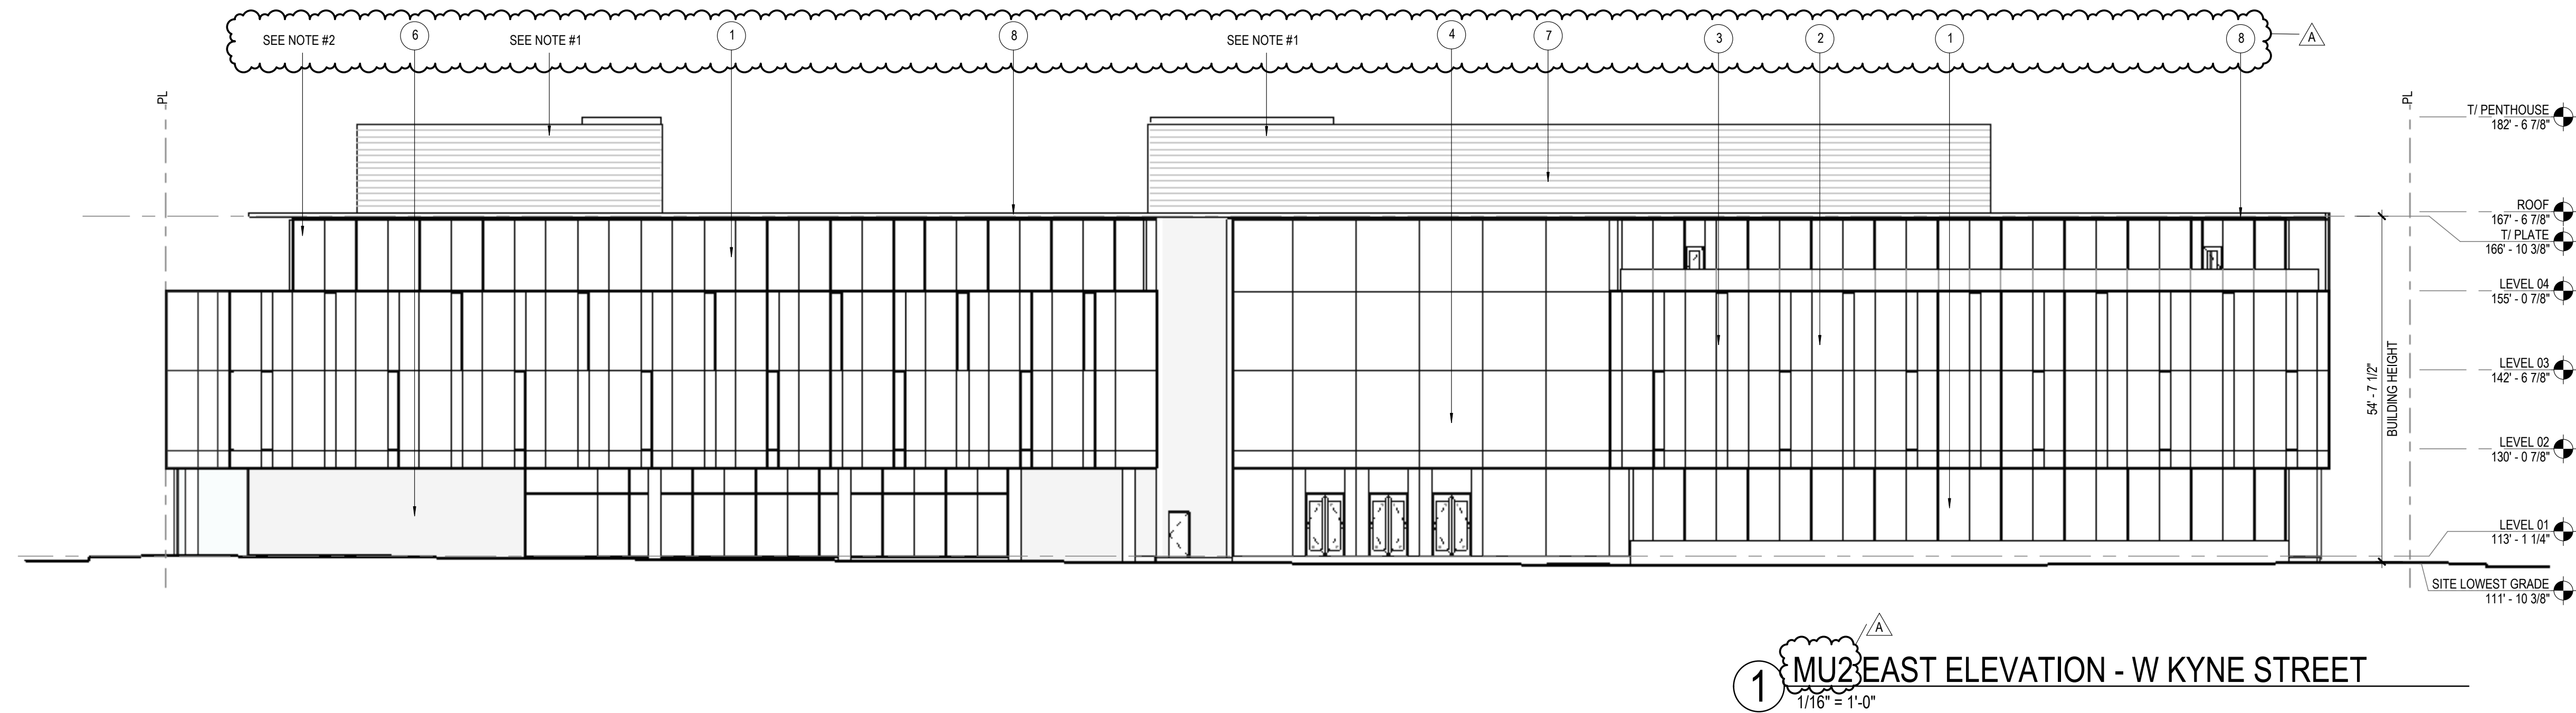 SEE NOTE #2
6
SEE NOTE #1
1
8
SEE NOTE #1
4
7
3
2
1
8
A
PL
PL
T/ PENTHOUSE
182' - 6 7/8"
ROOF
167' - 6 7/8"
T/ PLATE
166' - 10 3/8"
LEVEL 04
155' - 0 7/8"
LEVEL 03
142' - 6 7/8"
54' - 7 1/2"
BUILDING HEIGHT
LEVEL 02
130' - 0 7/8"
LEVEL 01
113' - 1 1/4"
SITE LOWEST GRADE
111' - 10 3/8"
A
1
MU2 EAST ELEVATION - W KYNE STREET
1/16" = 1'-0"